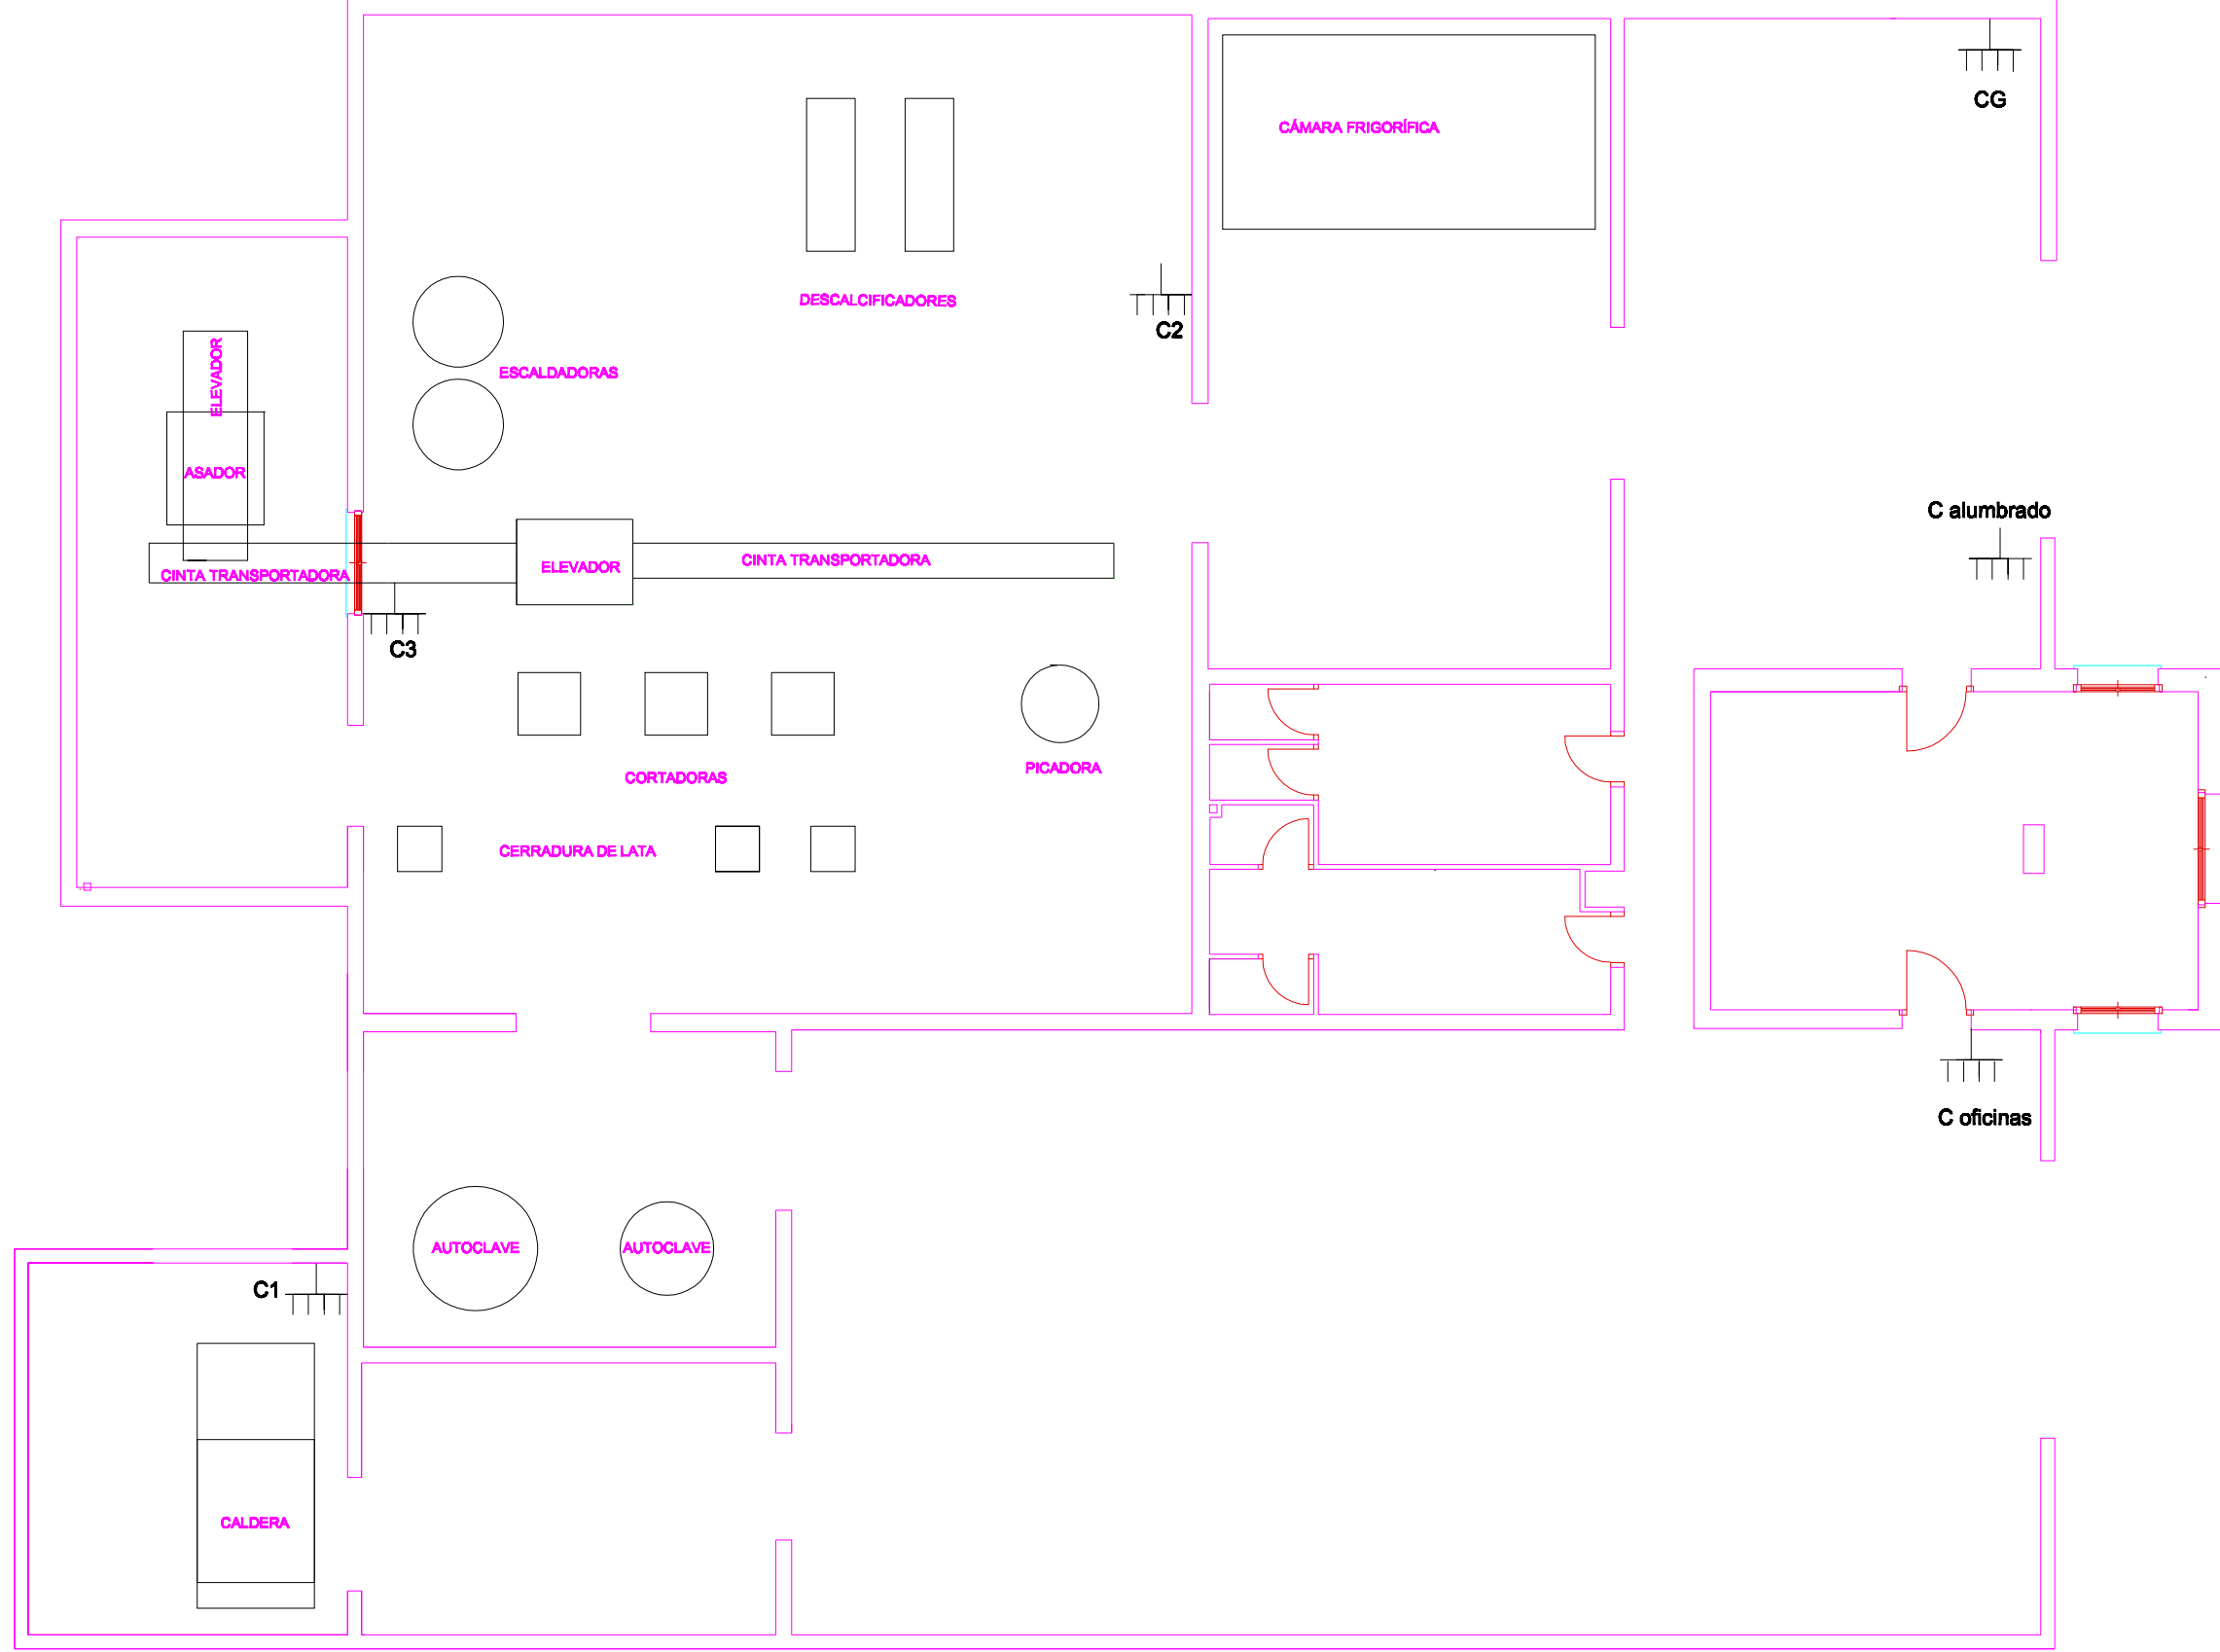 CG
CÁMARA FRIGORÍFICA
DESCALCIFICADORES
C2
ELEVADOR
ESCALDADORAS
ASADOR
C alumbrado
CINTA TRANSPORTADORA
ELEVADOR
CINTA TRANSPORTADORA
C3
PICADORA
CORTADORAS
CERRADURA DE LATA
C oficinas
AUTOCLAVE
AUTOCLAVE
C1
CALDERA